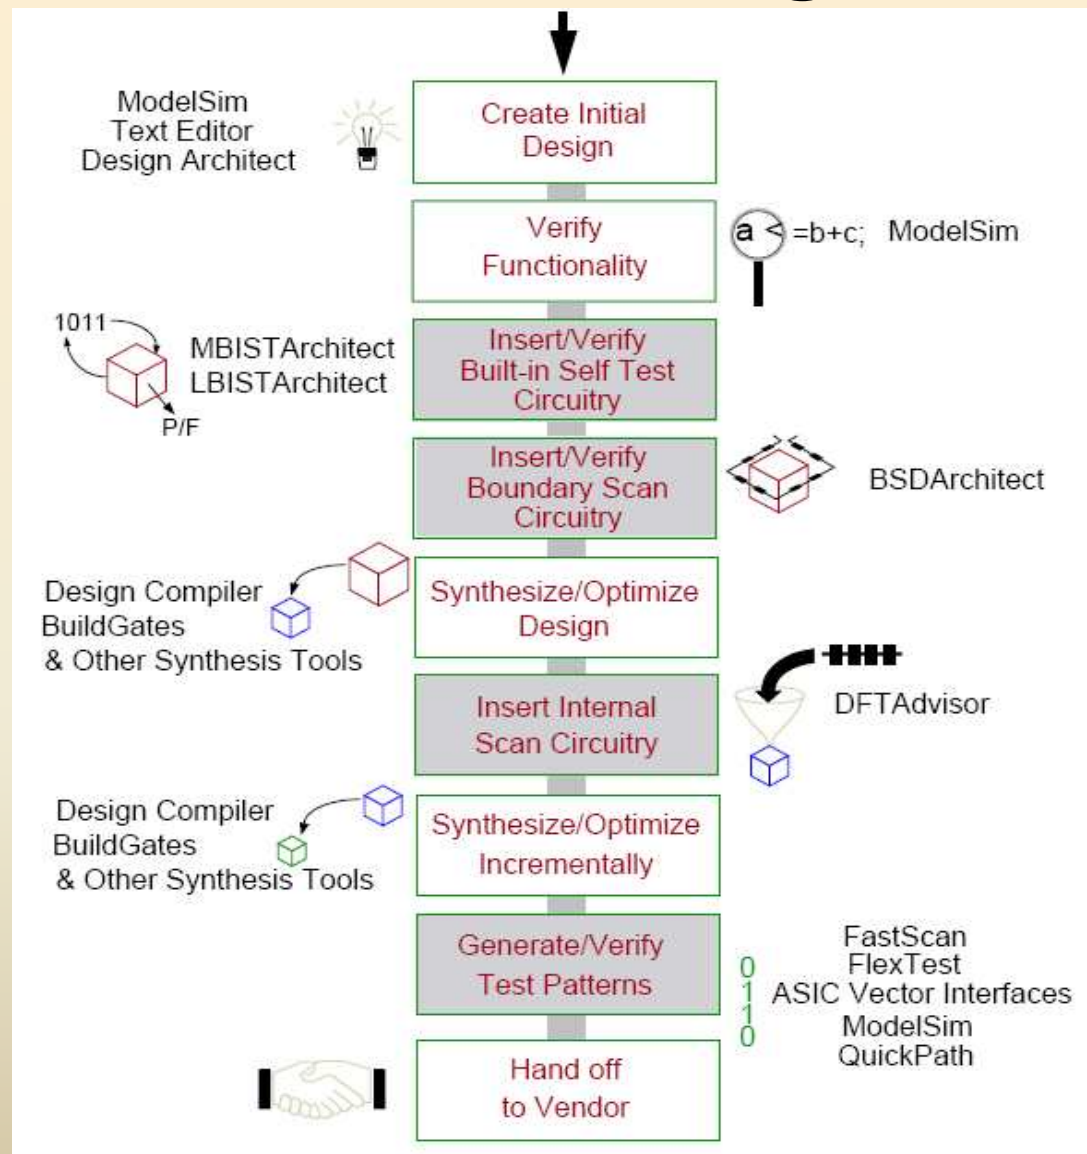 ModelSim
Text Editor
Design Architect
Create Initial
Design
Verify
Functionality
a <=b+c;
ModelSim
1011
P/F
MBISTArchitect
LBISTArchitect
Insert/Verify
Built-in Self Test
Circuitry
Insert/Verify
Boundary Scan
Circuitry
BSDArchitect
Design Compiler
BuildGates
& Other Synthesis Tools
Synthesize/Optimize
Design
Insert Internal
Scan Circuitry
DFTAdvisor
Design Compiler
BuildGates
& Other Synthesis Tools
Synthesize/Optimize
Incrementally
Generate/Verify
Test Patterns
0
1
1
0
FastScan
FlexTest
ASIC Vector Interfaces
ModelSim
QuickPath
Hand off
to Vendor